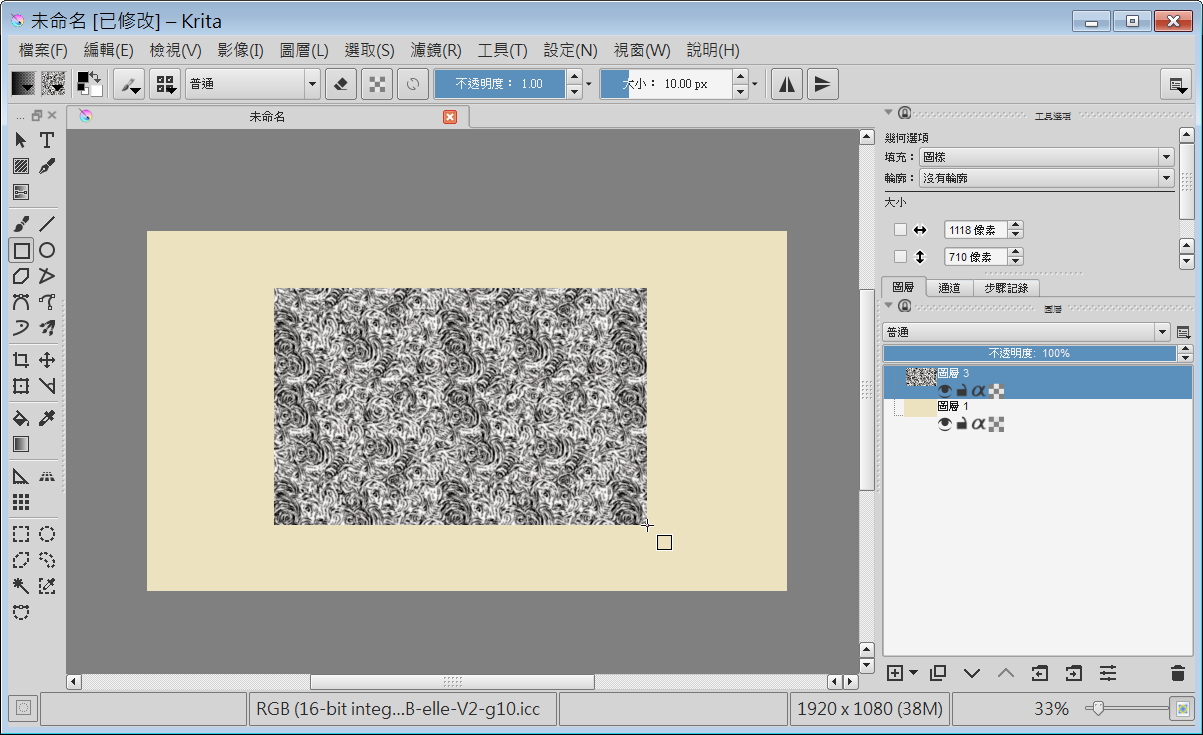 未命名 [已修改] – Krita
檔案(F) 編輯(E) 檢視(V) 影像(I) 圖層(L) 選取(S) 濾鏡(R) 工具(T) 設定(N) 視窗(W) 說明(H)
普通
不透明度： 1.00
大小： 10.00 px
未命名
工具選項
幾何選項
填充： 圖樣
輪廓： 沒有輪廓
大小
1118 像素
710 像素
圖層 通道 步驟記錄
圖層
普通
不透明度: 100%
圖層 3
圖層 1
RGB (16-bit integ...B-elle-V2-g10.icc
1920 x 1080 (38M)
33%